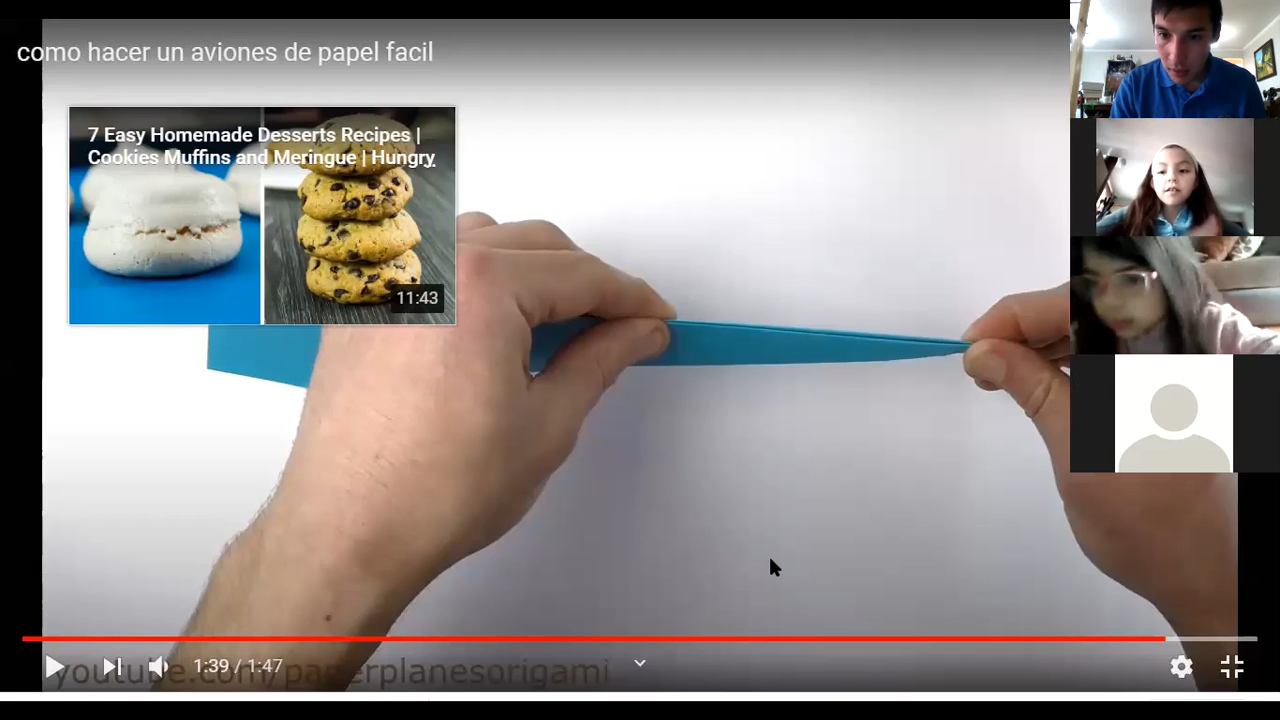 como hacer un aviones de papel facil
7 Easy Homemade Desserts Recipes |
Cookies Muffins and Meringue | Hungry
11:43
1:39 / 1:47
youtube.com/paperplanesorigami